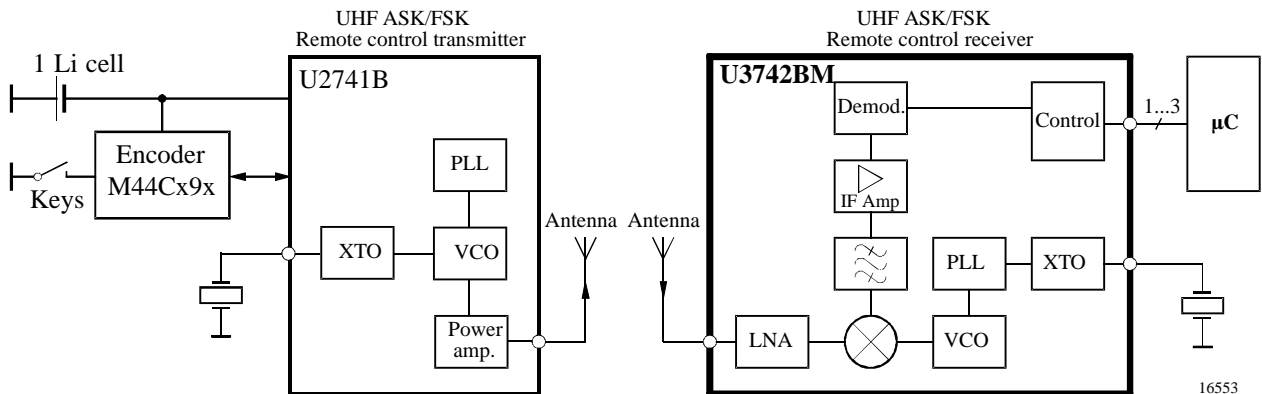 UHF ASK/FSK
Remote control transmitter
1 Li cell
U2741B
Encoder
M44Cx9x
Keys
PLL
XTO
VCO
Power
amp.
Antenna
Antenna
UHF ASK/FSK
Remote control receiver
U3742BM
Demod.
Control
1...3
µC
IF Amp
PLL
XTO
LNA
VCO
16553